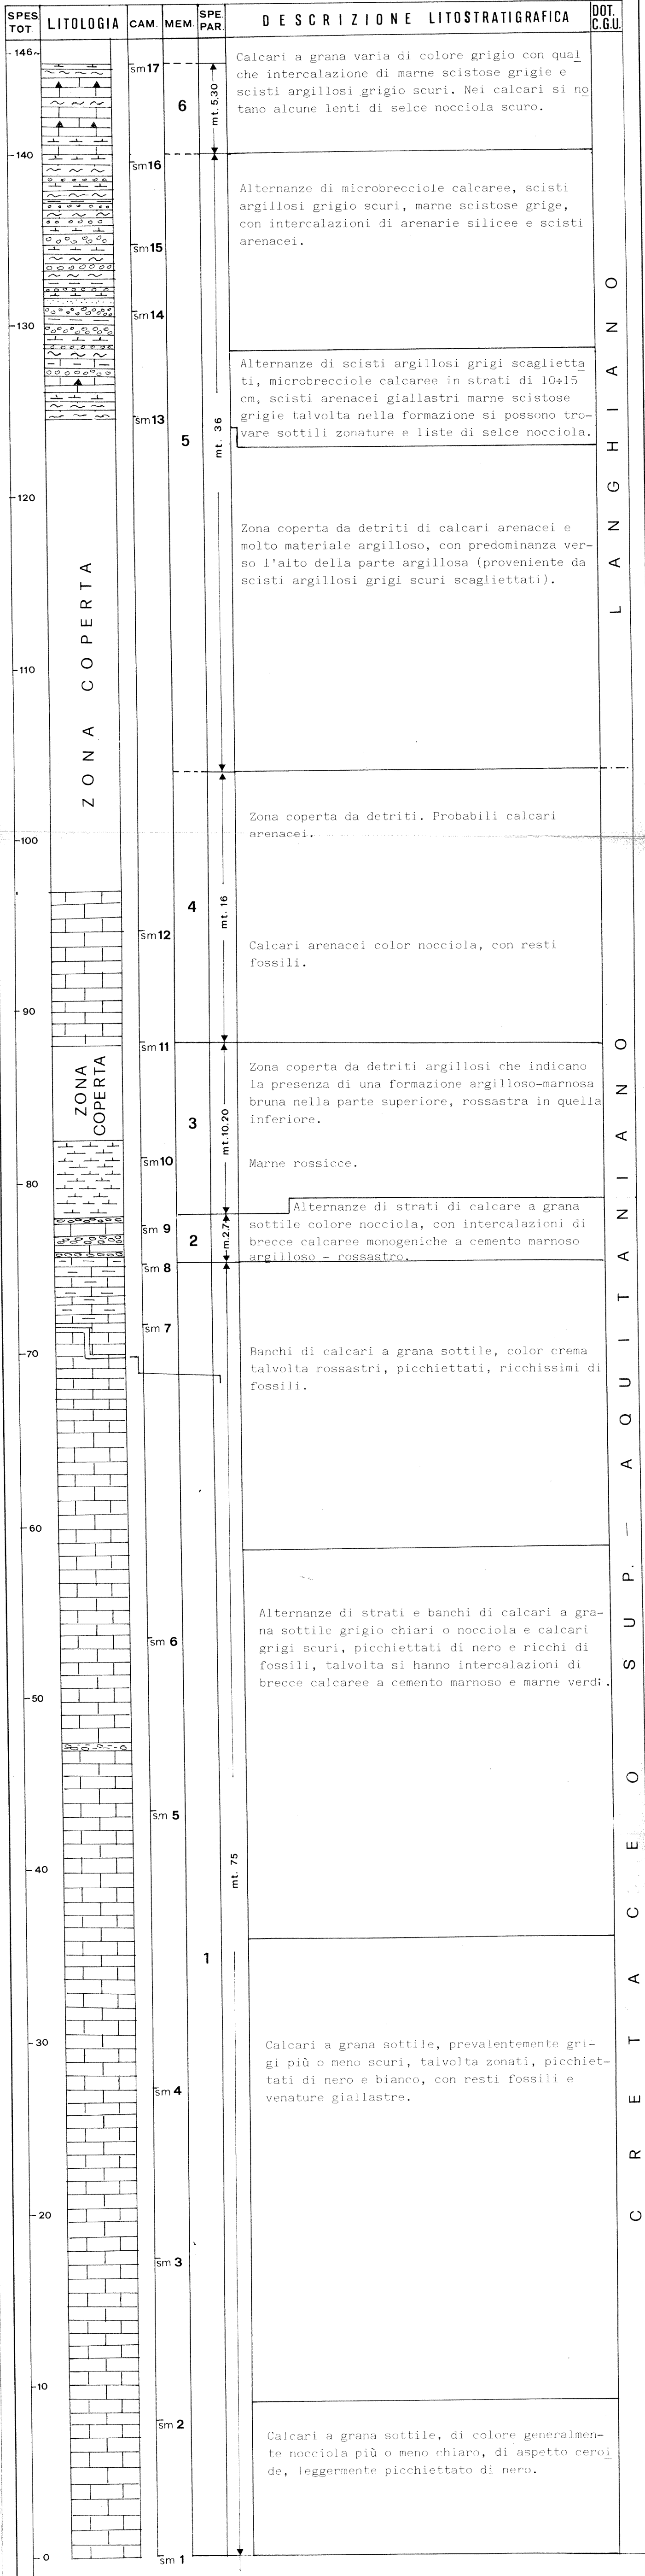 SPES. TOT. LITOLOGIA CAM. MEM. SPE. PAR. DESCRIZIONE LITOSTRATIGRAFICA DOT. C.G.U.
146~
sm17
6
mt. 5,30
Calcari a grana varia di colore grigio con qual
che intercalazione di marne scistose grigie e
scisti argillosi grigio scuri. Nei calcari si no
tano alcune lenti di selce nocciola scuro.
140
sm16
Alternanze di microbrecciole calcaree, scisti
argillosi grigio scuri, marne scistose grige,
con intercalazioni di arenarie silicee e scisti
arenacei.
sm15
sm14
130
Alternanze di scisti argillosi grigi scaglietta
ti, microbrecciole calcaree in strati di 10÷15
cm, scisti arenacei giallastri marne scistose
grigie talvolta nella formazione si possono tro-
vare sottili zonature e liste di selce nocciola.
sm13
5
mt. 36
120
LANGHIANO
Zona coperta da detriti di calcari arenacei e
molto materiale argilloso, con predominanza ver-
so l'alto della parte argillosa (proveniente da
scisti argillosi grigi scuri scagliettati).
ZONA COPERTA
110
Zona coperta da detriti. Probabili calcari
arenacei.
100
4
mt. 16
sm12
Calcari arenacei color nocciola, con resti
fossili.
90
sm11
ZONA
COPERTA
Zona coperta da detriti argillosi che indicano
la presenza di una formazione argilloso-marnosa
bruna nella parte superiore, rossastra in quella
inferiore.
3
mt.10.20
sm10
Marne rossicce.
80
Alternanze di strati di calcare a grana
sottile colore nocciola, con intercalazioni di
brecce calcaree monogeniche a cemento marnoso
argilloso - rossastro.
sm 9
2
m.2.7
sm 8
sm 7
70
Banchi di calcari a grana sottile, color crema
talvolta rossastri, picchiettati, ricchissimi di
fossili.
60
Alternanze di strati e banchi di calcari a gra-
na sottile grigio chiari o nocciola e calcari
grigi scuri, picchiettati di nero e ricchi di
fossili, talvolta si hanno intercalazioni di
brecce calcaree a cemento marnoso e marne verdi.
sm 6
50
sm 5
40
mt. 75
1
CRETACEO SUP. — AQUITANIANO
30
Calcari a grana sottile, prevalentemente gri-
gi più o meno scuri, talvolta zonati, picchiet-
tati di nero e bianco, con resti fossili e
venature giallastre.
sm 4
20
sm 3
10
sm 2
Calcari a grana sottile, di colore generalmen-
te nocciola più o meno chiaro, di aspetto ceroi
de, leggermente picchiettato di nero.
0
sm 1